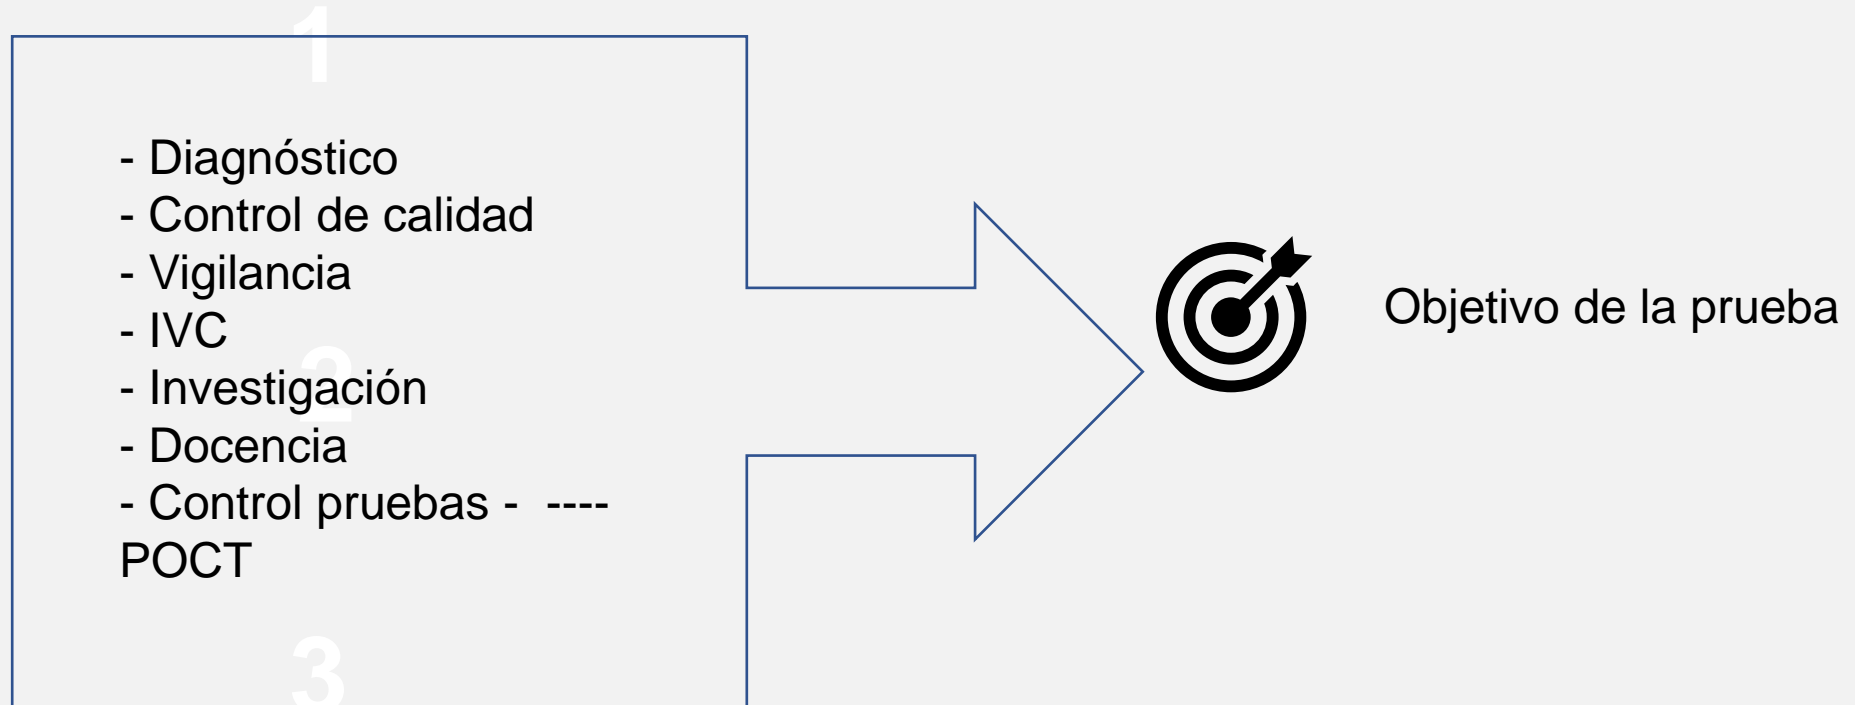 1
- Diagnóstico
- Control de calidad
- Vigilancia
- IVC
2
- Investigación
- Docencia
- Control pruebas -  ----
POCT
3
Objetivo de la prueba